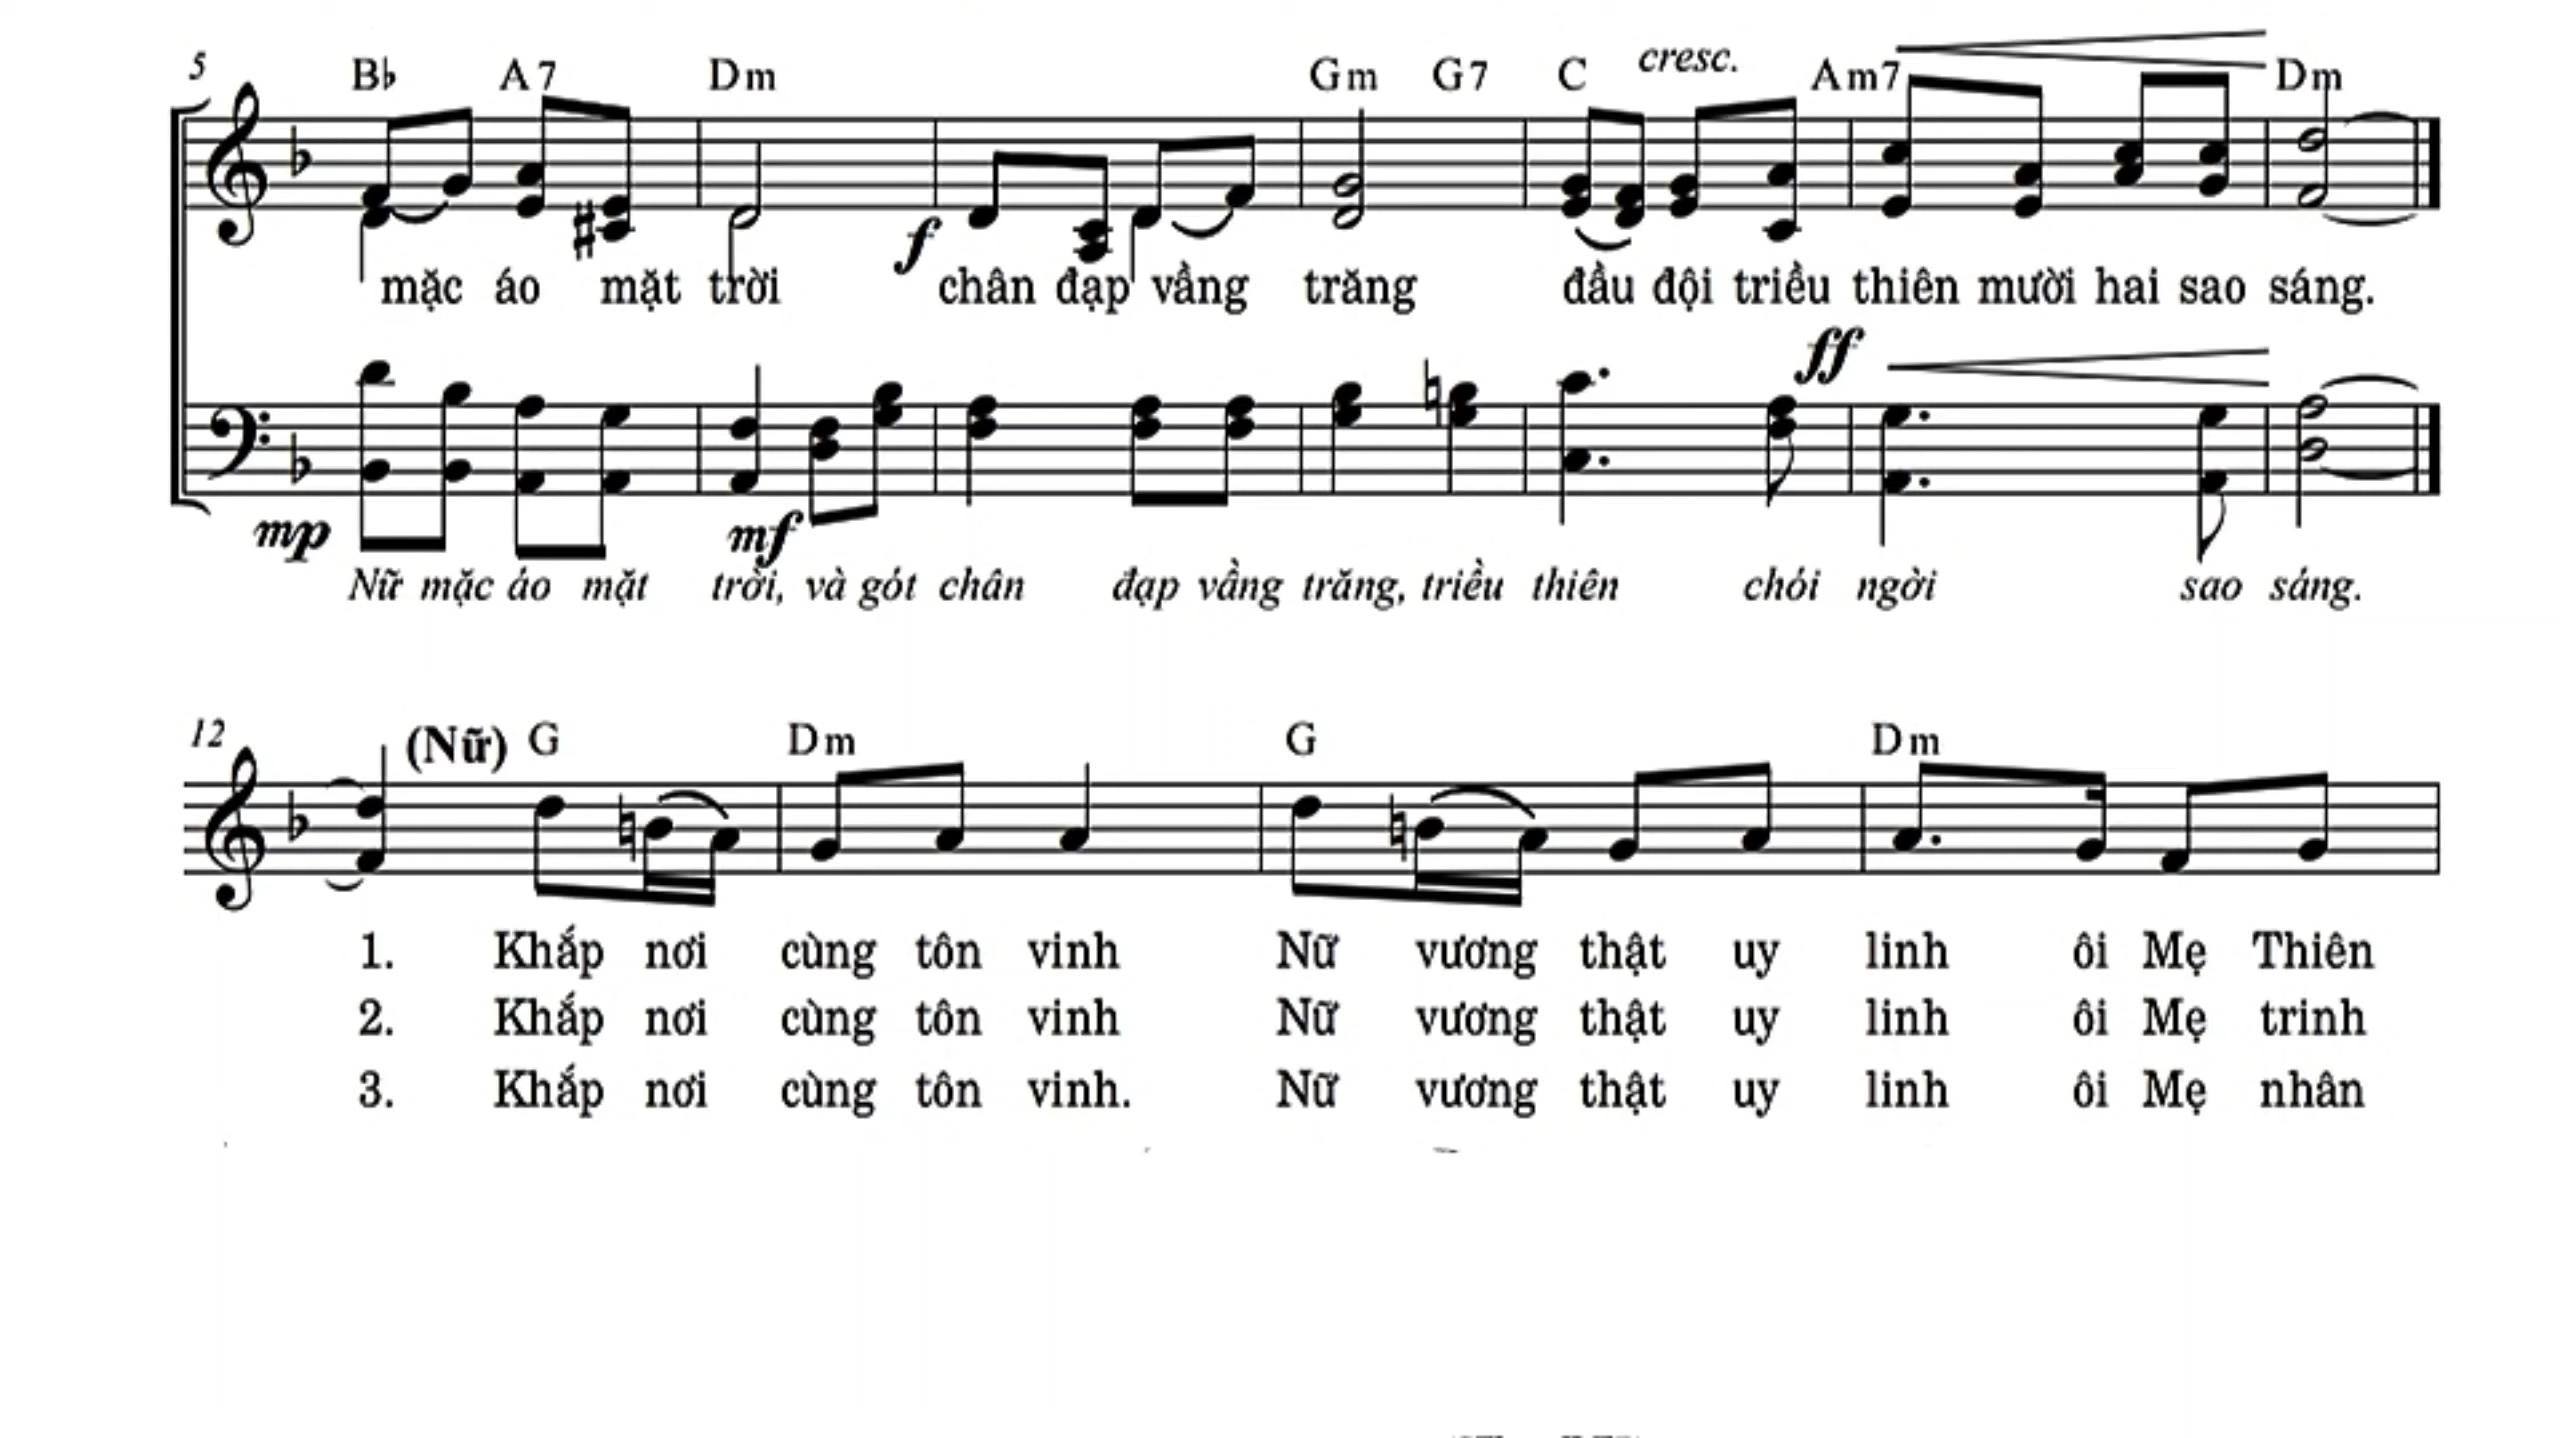 5 B♭ A7 Dm Gm G7 C cresc. Am7 Dm
f
mặc áo mặt trời chân đạp vầng trăng đầu đội triều thiên mười hai sao sáng.
ff
mp mf
Nữ mặc áo mặt trời, và gót chân đạp vầng trăng, triều thiên chói ngời sao sáng.
12 (Nữ) G Dm G Dm
1. Khắp nơi cùng tôn vinh Nữ vương thật uy linh ôi Mẹ Thiên
2. Khắp nơi cùng tôn vinh Nữ vương thật uy linh ôi Mẹ trinh
3. Khắp nơi cùng tôn vinh. Nữ vương thật uy linh ôi Mẹ nhân